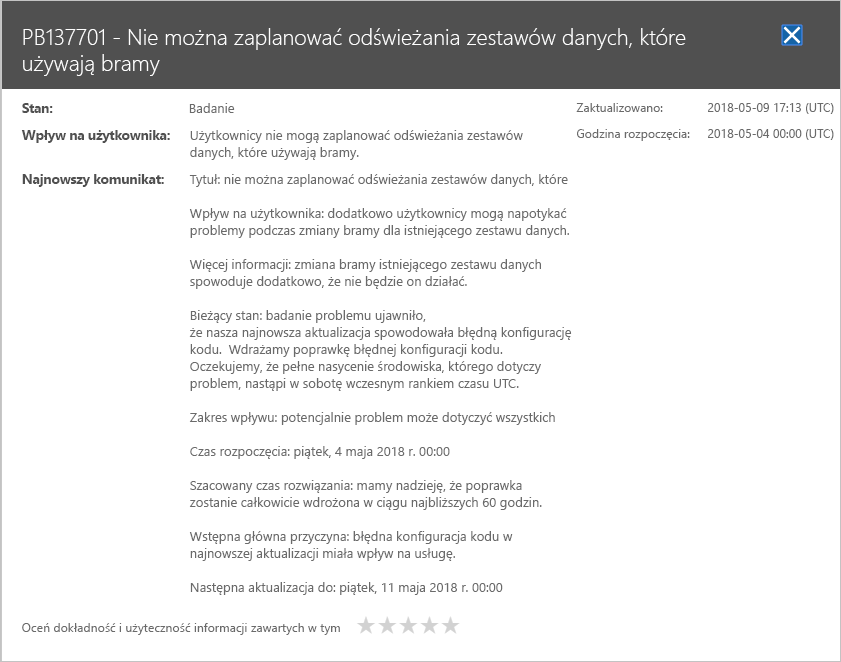 PB137701 - Nie można zaplanować odświeżania zestawów danych, które
używają bramy
Stan:
Badanie
Zaktualizowano:
2018-05-09 17:13 (UTC)
Wpływ na użytkownika:
Użytkownicy nie mogą zaplanować odświeżania zestawów
danych, które używają bramy.
Godzina rozpoczęcia:
2018-05-04 00:00 (UTC)
Najnowszy komunikat:
Tytuł: nie można zaplanować odświeżania zestawów danych, które
Wpływ na użytkownika: dodatkowo użytkownicy mogą napotykać
problemy podczas zmiany bramy dla istniejącego zestawu danych.
Więcej informacji: zmiana bramy istniejącego zestawu danych
spowoduje dodatkowo, że nie będzie on działać.
Bieżący stan: badanie problemu ujawniło,
że nasza najnowsza aktualizacja spowodowała błędną konfigurację
kodu.  Wdrażamy poprawkę błędnej konfiguracji kodu.
Oczekujemy, że pełne nasycenie środowiska, którego dotyczy
problem, nastąpi w sobotę wczesnym rankiem czasu UTC.
Zakres wpływu: potencjalnie problem może dotyczyć wszystkich
Czas rozpoczęcia: piątek, 4 maja 2018 r. 00:00
Szacowany czas rozwiązania: mamy nadzieję, że poprawka
zostanie całkowicie wdrożona w ciągu najbliższych 60 godzin.
Wstępna główna przyczyna: błędna konfiguracja kodu w
najnowszej aktualizacji miała wpływ na usługę.
Następna aktualizacja do: piątek, 11 maja 2018 r. 00:00
Oceń dokładność i użyteczność informacji zawartych w tym